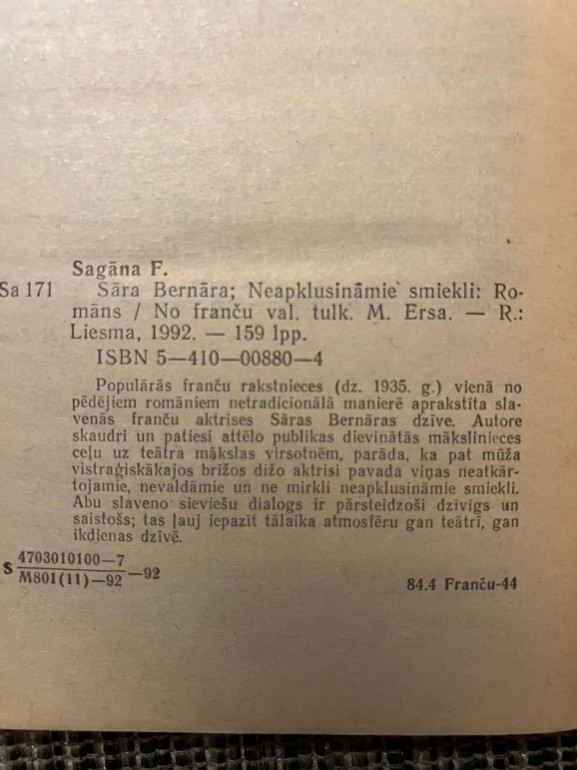 Sagāna F.
Sa 171 Sāra Bernāra; Neapklusināmie smiekli: Ro-
māns / No franču val. tulk. M. Ersa. — R.:
Liesma, 1992. — 159 lpp.
ISBN 5—410—00880—4
Populārās franču rakstnieces (dz. 1935. g.) vienā no
pēdējiem romāniem netradicionālā manierē aprakstīta sla-
venās franču aktrises Sāras Bernāras dzīve. Autore
skaudri un patiesi attēlo publikas dievinātās mākslinieces
ceļu uz teātra mākslas virsotnēm, parāda, ka pat mūža
vistraģiskākajos brīžos dižo aktrisi pavada viņas neatkār-
tojamie, nevaldāmie un ne mirkli neapklusināmie smiekli.
Abu slaveno sieviešu dialogs ir pārsteidzoši dzīvīgs un
saistošs; tas ļauj iepazīt tālaika atmosfēru gan teātrī, gan
ikdienas dzīvē.
S 4703010100—7
M801(11)—92 —92
84.4 Franču-44